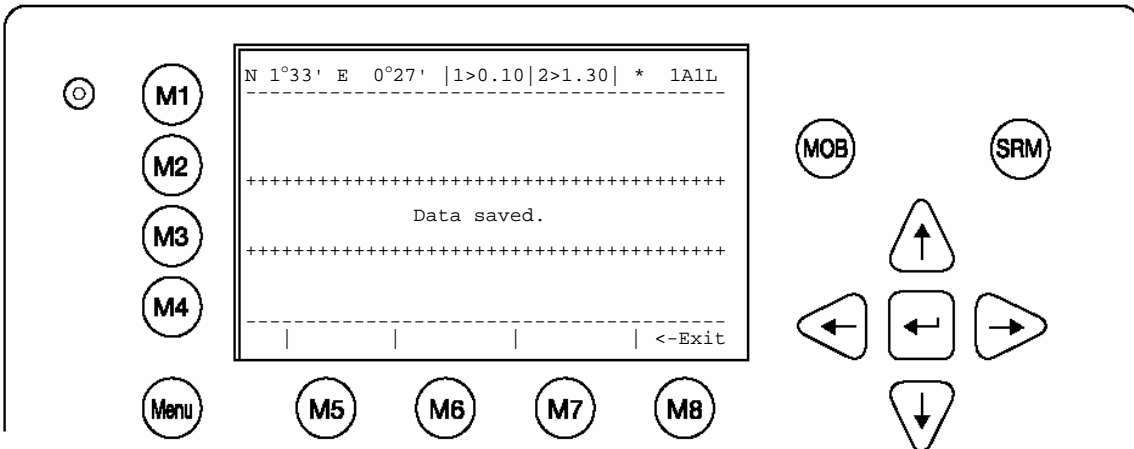 N 1°33' E 0°27' |1>0.10|2>1.30| * 1A1L
----------------------------------------
++++++++++++++++++++++++++++++++++++++++
Data saved.
++++++++++++++++++++++++++++++++++++++++
----------------------------------------
| | | | <-Exit
M1
M2
M3
M4
Menu
M5 M6 M7 M8
MOB SRM